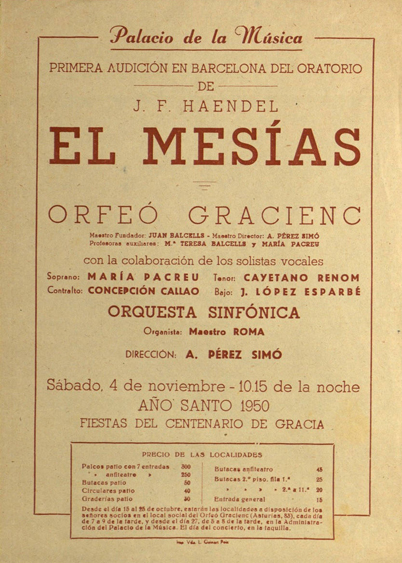 Palacio de la Música
PRIMERA AUDICIÓN EN BARCELONA DEL ORATORIO
DE
J. F. HAENDEL
EL MESÍAS
ORFEÓ GRACIENC
Maestro Fundador: JUAN BALCELLS - Maestro Director: A. PÉREZ SIMÓ
Profesoras auxiliares: M.ª TERESA BALCELLS y MARÍA PACREU
con la colaboración de los solistas vocales
Soprano: MARÍA PACREU Tenor: CAYETANO RENOM
Contralto: CONCEPCIÓN CALLAO Bajo: J. LÓPEZ ESPARBÉ
ORQUESTA SINFÓNICA
Organista: Maestro ROMA
DIRECCIÓN: A. PÉREZ SIMÓ
Sábado, 4 de noviembre - 10.15 de la noche
AÑO SANTO 1950
FIESTAS DEL CENTENARIO DE GRACIA
PRECIO DE LAS LOCALIDADES
Palcos patio con 7 entradas 300
" anfiteatro " 250
Butacas patio 50
Circulares patio 40
Graderías patio 30
Butacas anfiteatro 45
Butacas 2.º piso, fila 1.ª 25
" " " 2.ª a 11.ª 20
Entrada general 15
Desde el día 13 al 25 de octubre, estarán las localidades a disposición de los
señores socios en el local social del Orfeó Gracienc (Asturias, 83), cada día
de 7 a 9 de la tarde, y desde el día 27, de 5 a 8 de la tarde, en la Administra-
ción del Palacio de la Música. El día del concierto, en la taquilla.
Imp. Vda. L. Guinart